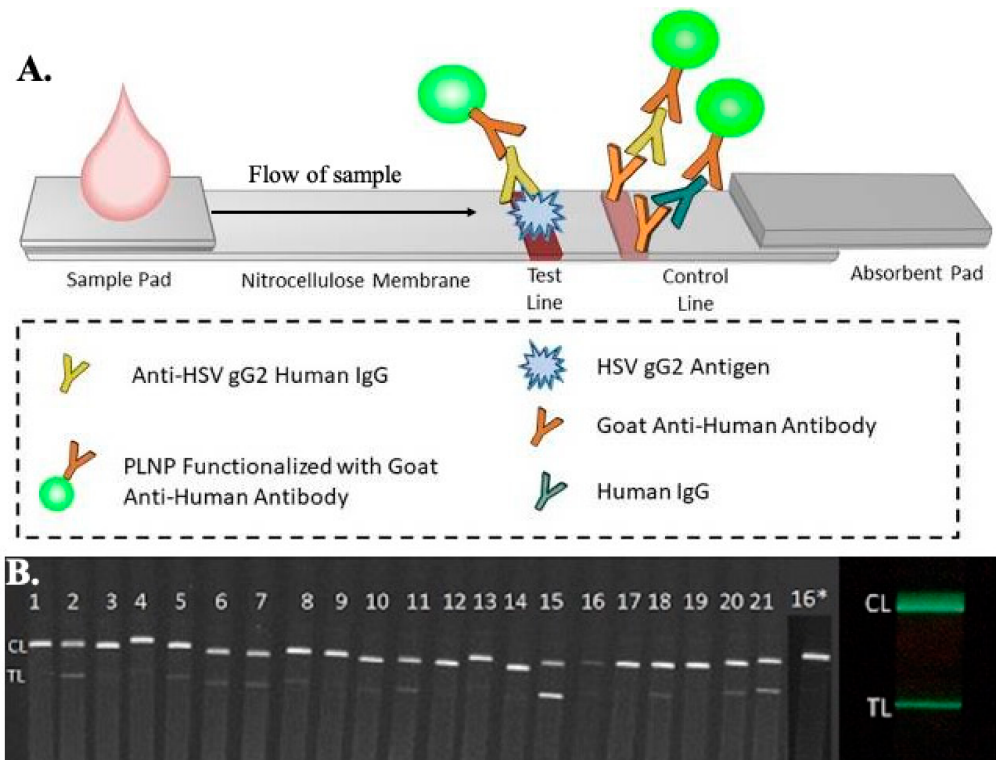 A.
Flow of sample
Sample Pad
Nitrocellulose Membrane
Test
Line
Control
Line
Absorbent Pad
Anti-HSV gG2 Human IgG
HSV gG2 Antigen
Goat Anti-Human Antibody
PLNP Functionalized with Goat
Anti-Human Antibody
Human IgG
B.
1 2 3 4 5 6 7 8 9 10 11 12 13 14 15 16 17 18 19 20 21 16*
CL
TL
CL
TL